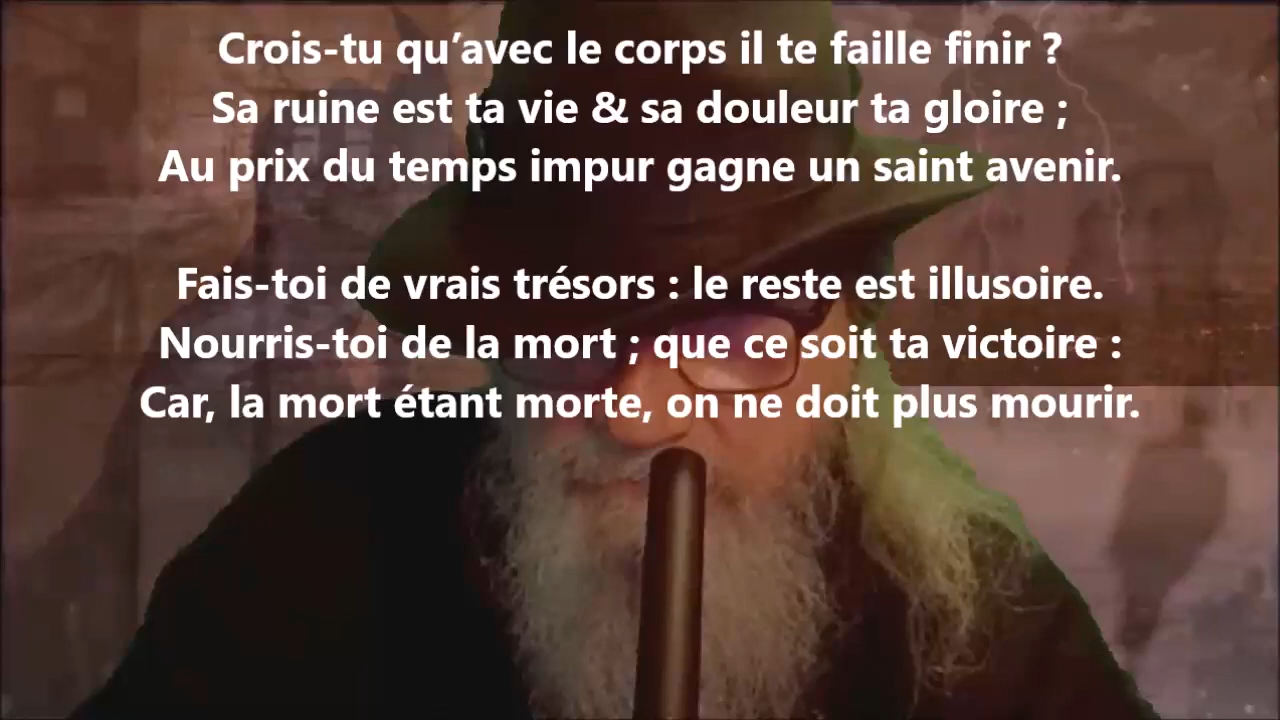 Crois-tu qu’avec le corps il te faille finir ?
Sa ruine est ta vie & sa douleur ta gloire ;
Au prix du temps impur gagne un saint avenir.
Fais-toi de vrais trésors : le reste est illusoire.
Nourris-toi de la mort ; que ce soit ta victoire :
Car, la mort étant morte, on ne doit plus mourir.